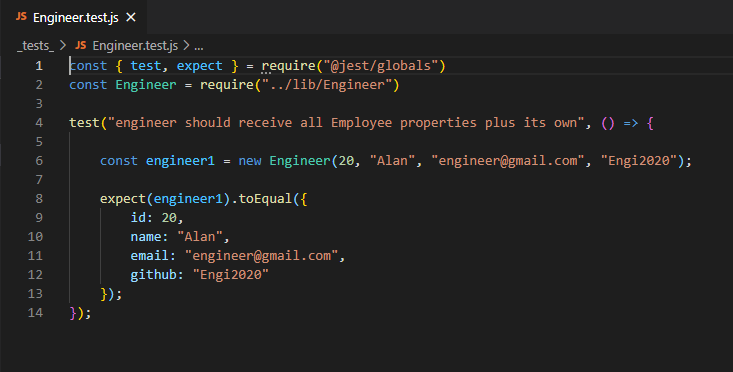 JS Engineer.test.js ×
_tests_ > JS Engineer.test.js > ...
1 const { test, expect } = require("@jest/globals")
2 const Engineer = require("../lib/Engineer")
3
4 test("engineer should receive all Employee properties plus its own", () => {
5
6     const engineer1 = new Engineer(20, "Alan", "engineer@gmail.com", "Engi2020");
7
8     expect(engineer1).toEqual({
9         id: 20,
10         name: "Alan",
11         email: "engineer@gmail.com",
12         github: "Engi2020"
13     });
14 });